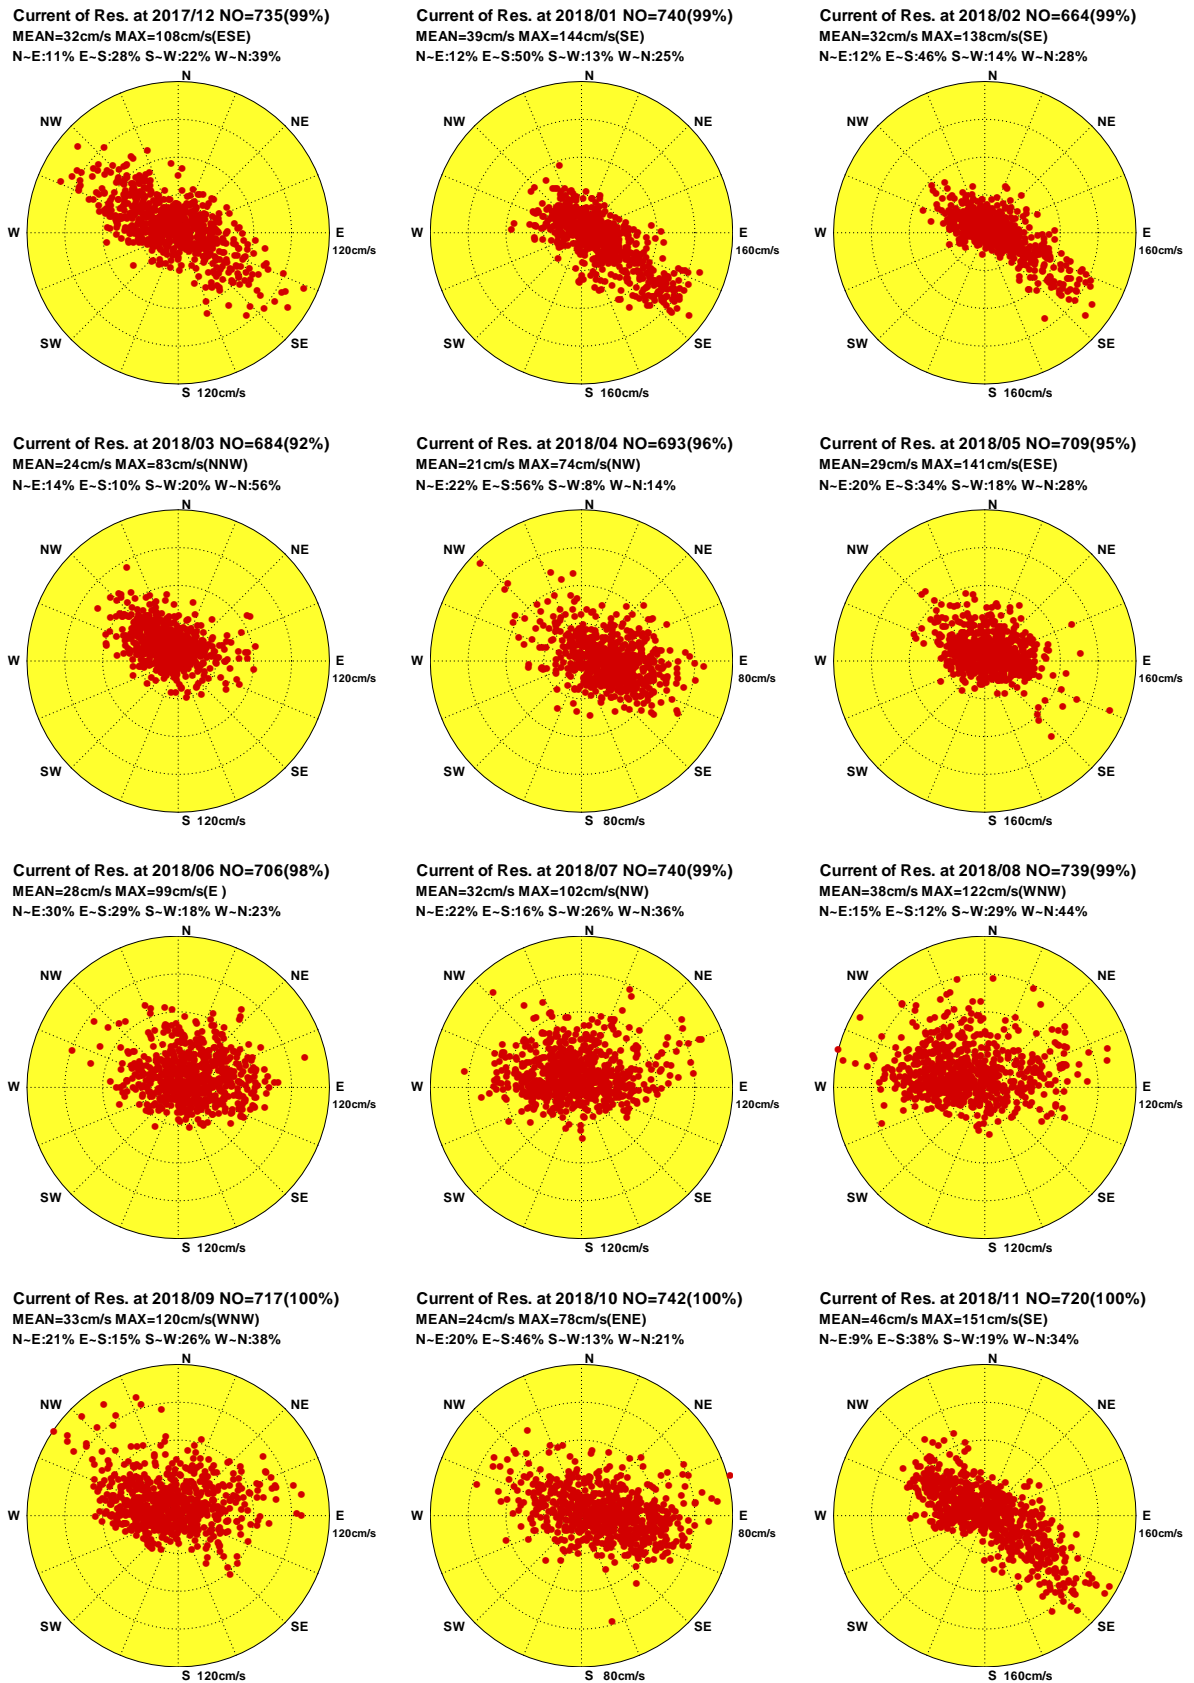 Current of Res. at 2017/12 NO=735(99%)
MEAN=32cm/s MAX=108cm/s(ESE)
N~E:11% E~S:28% S~W:22% W~N:39%
N
NW
NE
W
E
120cm/s
SW
SE
S 120cm/s
Current of Res. at 2018/01 NO=740(99%)
MEAN=39cm/s MAX=144cm/s(SE)
N~E:12% E~S:50% S~W:13% W~N:25%
N
NW
NE
W
E
160cm/s
SW
SE
S 160cm/s
Current of Res. at 2018/02 NO=664(99%)
MEAN=32cm/s MAX=138cm/s(SE)
N~E:12% E~S:46% S~W:14% W~N:28%
N
NW
NE
W
E
160cm/s
SW
SE
S 160cm/s
Current of Res. at 2018/03 NO=684(92%)
MEAN=24cm/s MAX=83cm/s(NNW)
N~E:14% E~S:10% S~W:20% W~N:56%
N
NW
NE
W
E
120cm/s
SW
SE
S 120cm/s
Current of Res. at 2018/04 NO=693(96%)
MEAN=21cm/s MAX=74cm/s(NW)
N~E:22% E~S:56% S~W:8% W~N:14%
N
NW
NE
W
E
80cm/s
SW
SE
S 80cm/s
Current of Res. at 2018/05 NO=709(95%)
MEAN=29cm/s MAX=141cm/s(ESE)
N~E:20% E~S:34% S~W:18% W~N:28%
N
NW
NE
W
E
160cm/s
SW
SE
S 160cm/s
Current of Res. at 2018/06 NO=706(98%)
MEAN=28cm/s MAX=99cm/s(E )
N~E:30% E~S:29% S~W:18% W~N:23%
N
NW
NE
W
E
120cm/s
SW
SE
S 120cm/s
Current of Res. at 2018/07 NO=740(99%)
MEAN=32cm/s MAX=102cm/s(NW)
N~E:22% E~S:16% S~W:26% W~N:36%
N
NW
NE
W
E
120cm/s
SW
SE
S 120cm/s
Current of Res. at 2018/08 NO=739(99%)
MEAN=38cm/s MAX=122cm/s(WNW)
N~E:15% E~S:12% S~W:29% W~N:44%
N
NW
NE
W
E
120cm/s
SW
SE
S 120cm/s
Current of Res. at 2018/09 NO=717(100%)
MEAN=33cm/s MAX=120cm/s(WNW)
N~E:21% E~S:15% S~W:26% W~N:38%
N
NW
NE
W
E
120cm/s
SW
SE
S 120cm/s
Current of Res. at 2018/10 NO=742(100%)
MEAN=24cm/s MAX=78cm/s(ENE)
N~E:20% E~S:46% S~W:13% W~N:21%
N
NW
NE
W
E
80cm/s
SW
SE
S 80cm/s
Current of Res. at 2018/11 NO=720(100%)
MEAN=46cm/s MAX=151cm/s(SE)
N~E:9% E~S:38% S~W:19% W~N:34%
N
NW
NE
W
E
160cm/s
SW
SE
S 160cm/s